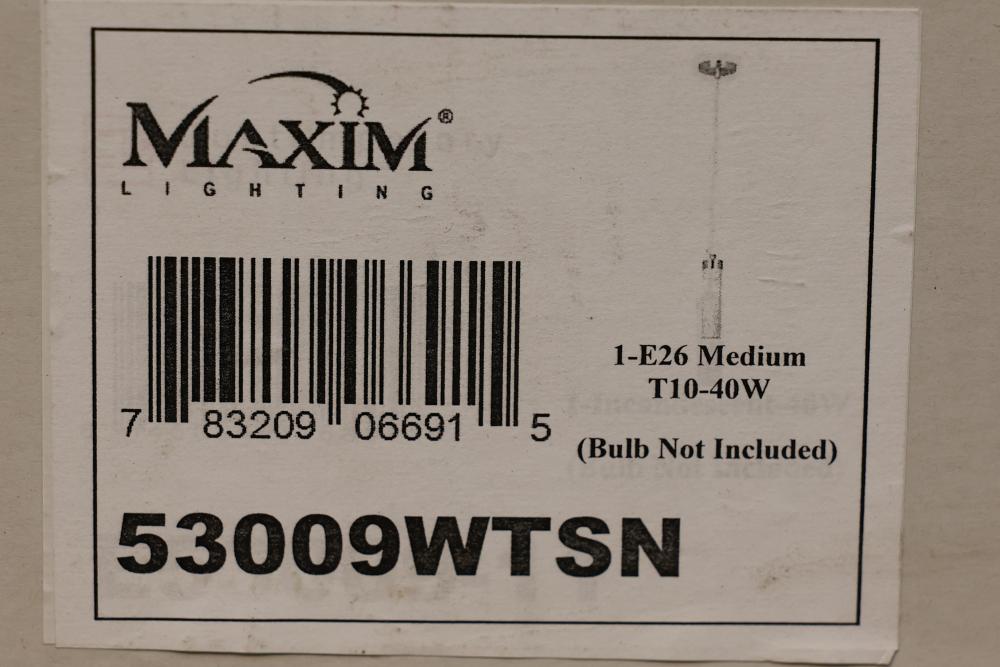 MAXIM®
LIGHTING
7 83209 06691 5
1-E26 Medium
T10-40W
(Bulb Not Included)
53009WTSN